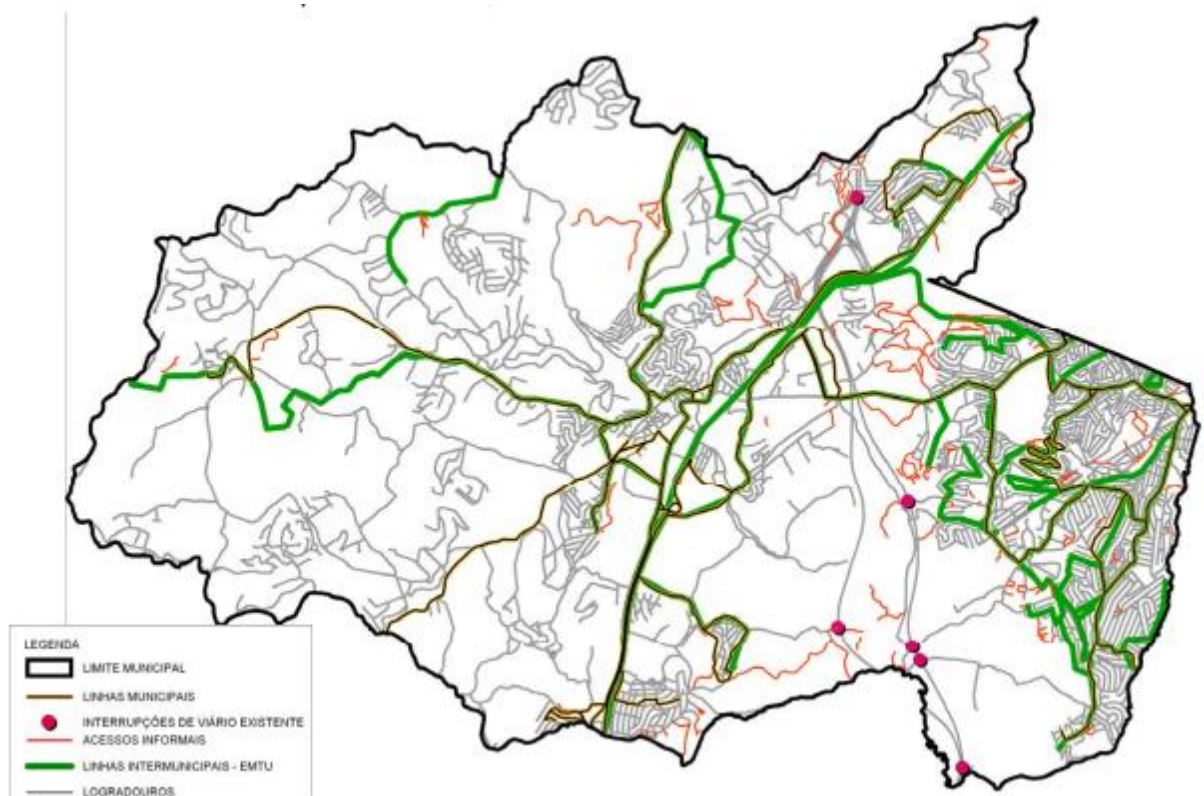 LEGENDA
LIMITE MUNICIPAL
LINHAS MUNICIPAIS
INTERRUPÇÕES DE VIÁRIO EXISTENTE
ACESSOS INFORMAIS
LINHAS INTERMUNICIPAIS - EMTU
LOGRADOUROS